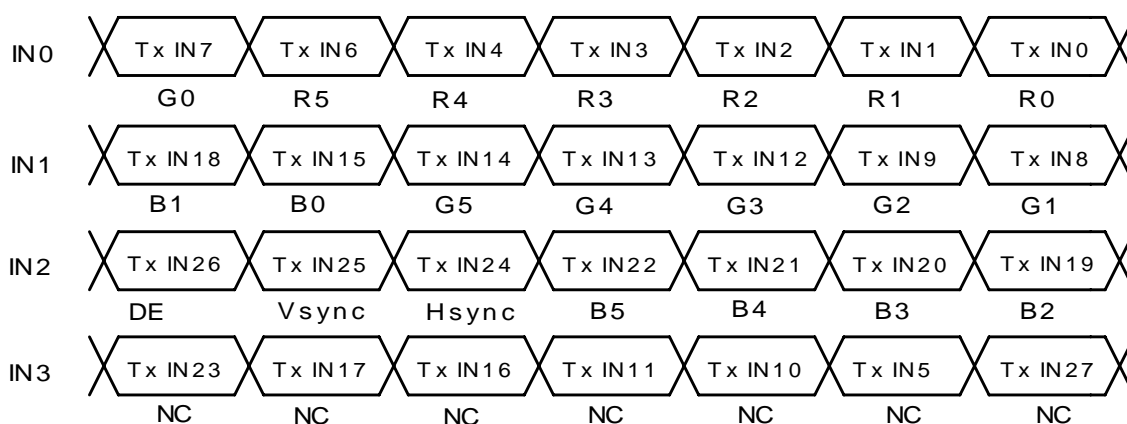 IN0 Tx IN7 Tx IN6 Tx IN4 Tx IN3 Tx IN2 Tx IN1 Tx IN0
G0 R5 R4 R3 R2 R1 R0
IN1 Tx IN18 Tx IN15 Tx IN14 Tx IN13 Tx IN12 Tx IN9 Tx IN8
B1 B0 G5 G4 G3 G2 G1
IN2 Tx IN26 Tx IN25 Tx IN24 Tx IN22 Tx IN21 Tx IN20 Tx IN19
DE Vsync Hsync B5 B4 B3 B2
IN3 Tx IN23 Tx IN17 Tx IN16 Tx IN11 Tx IN10 Tx IN5 Tx IN27
NC NC NC NC NC NC NC